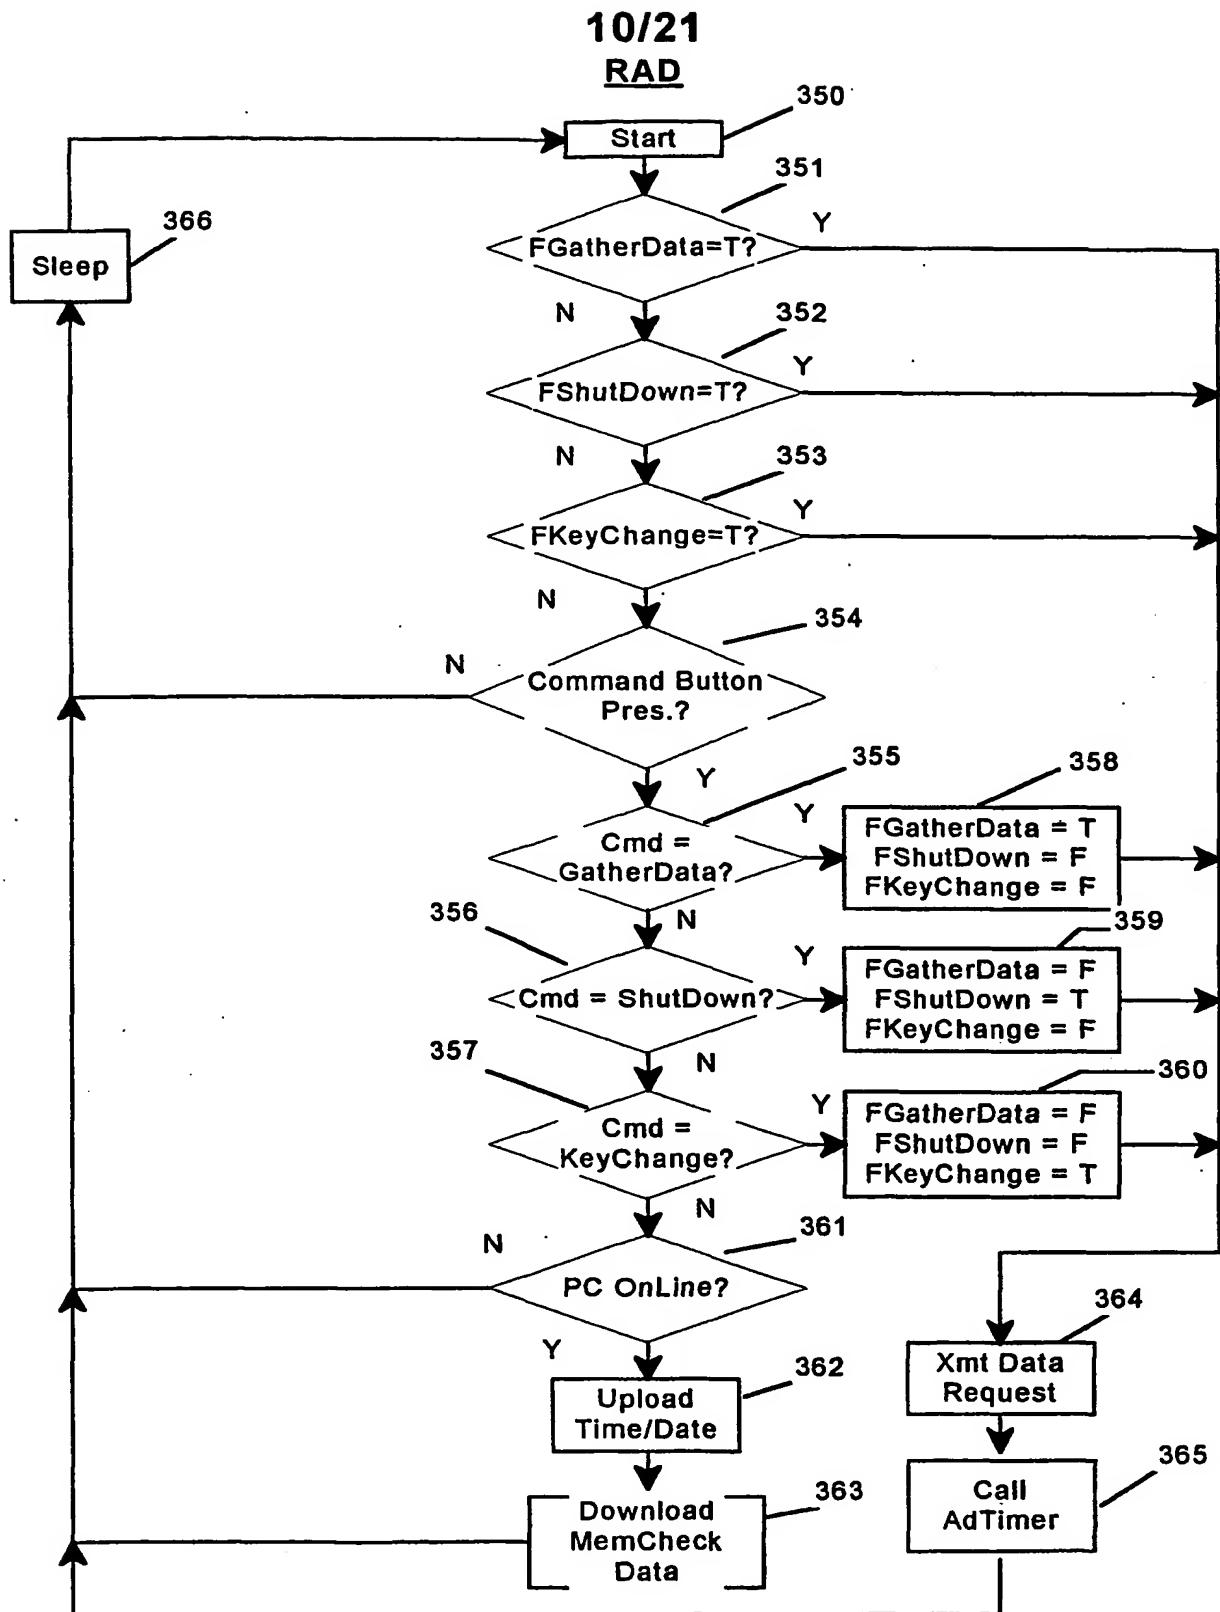 10/21
RAD
350
Start
351
366
Y
FGatherData=T?
Sleep
N
352
Y
FShutDown=T?
N
353
Y
FKeyChange=T?
N
354
N
Command Button
Pres.?
355
358
Y
Y
FGatherData = T
FShutDown = F
FKeyChange = F
Cmd =
GatherData?
356
N
359
Y
FGatherData = F
FShutDown = T
FKeyChange = F
Cmd = ShutDown?
357
N
360
Y
FGatherData = F
FShutDown = F
FKeyChange = T
Cmd =
KeyChange?
N
361
N
PC OnLine?
364
Y
Xmt Data
Request
362
Upload
Time/Date
365
363
Call
AdTimer
Download
MemCheck
Data